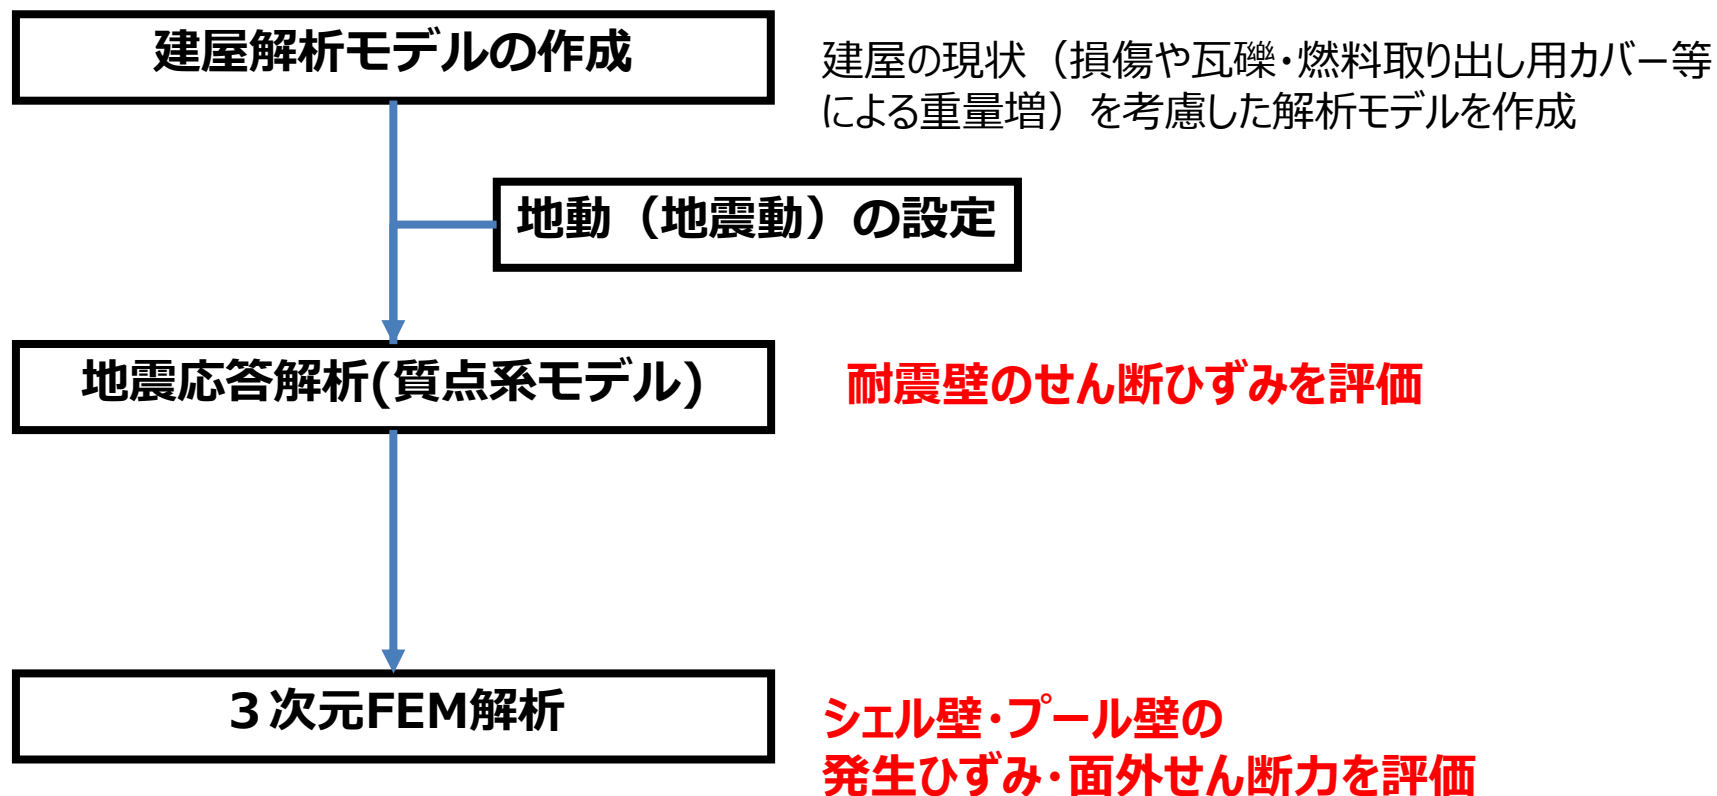 建屋解析モデルの作成
建屋の現状（損傷や瓦礫・燃料取り出し用カバー等
による重量増）を考慮した解析モデルを作成
地動（地震動）の設定
地震応答解析(質点系モデル)
耐震壁のせん断ひずみを評価
３次元FEM解析
シェル壁・プール壁の
発生ひずみ・面外せん断力を評価